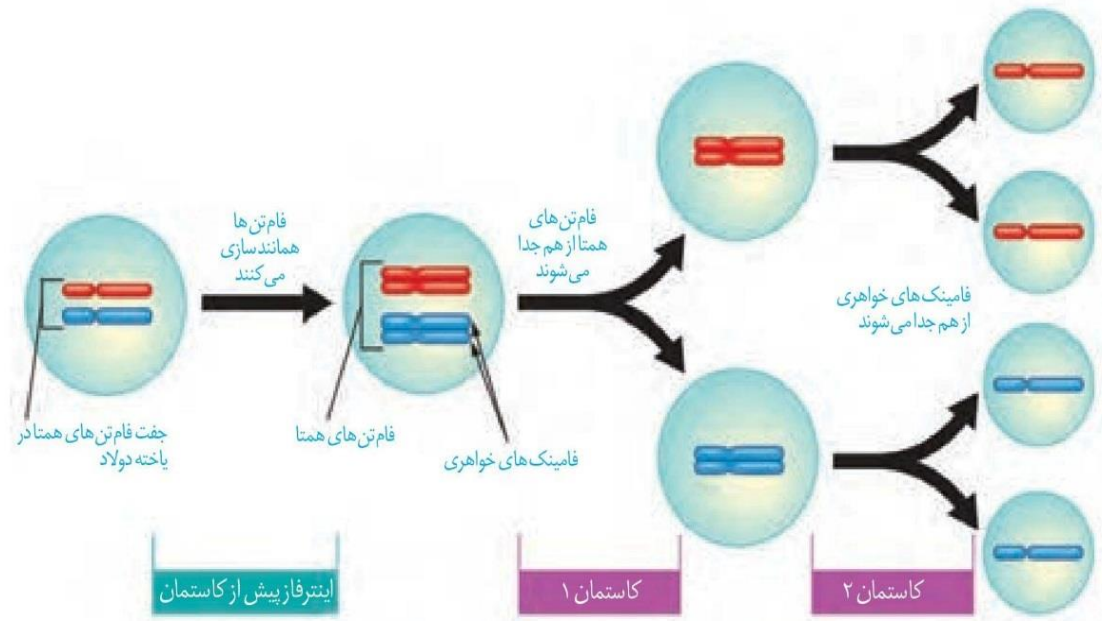 فام‌تن ها
همانندسازی
می کنند
فام‌تن های
همتا از هم جدا
می شوند
فامینک های خواهری
از هم جدا می شوند
جفت فام‌تن های همتا در
یاخته دولاد
فام‌تن های همتا
فامینک های خواهری
اینترفاز پیش از کاستمان
کاستمان ۱
کاستمان ۲